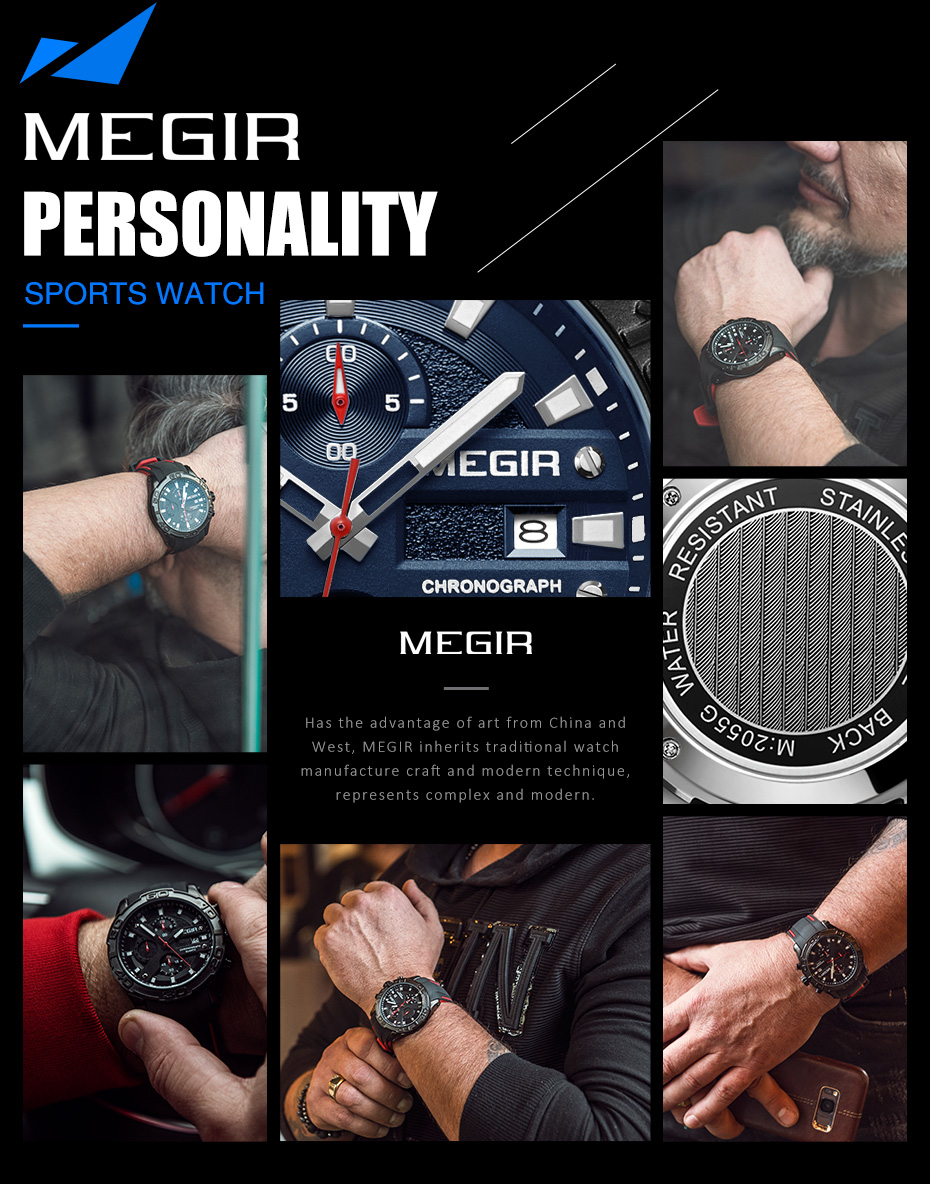 MEGIR
PERSONALITY
SPORTS WATCH
00
5 5
00
MEGIR
8
CHRONOGRAPH
WATER RESISTANT STAINLES
BACK
M:2055G
MEGIR
Has the advantage of art from China and
West, MEGIR inherits traditional watch
manufacture craft and modern technique,
represents complex and modern.